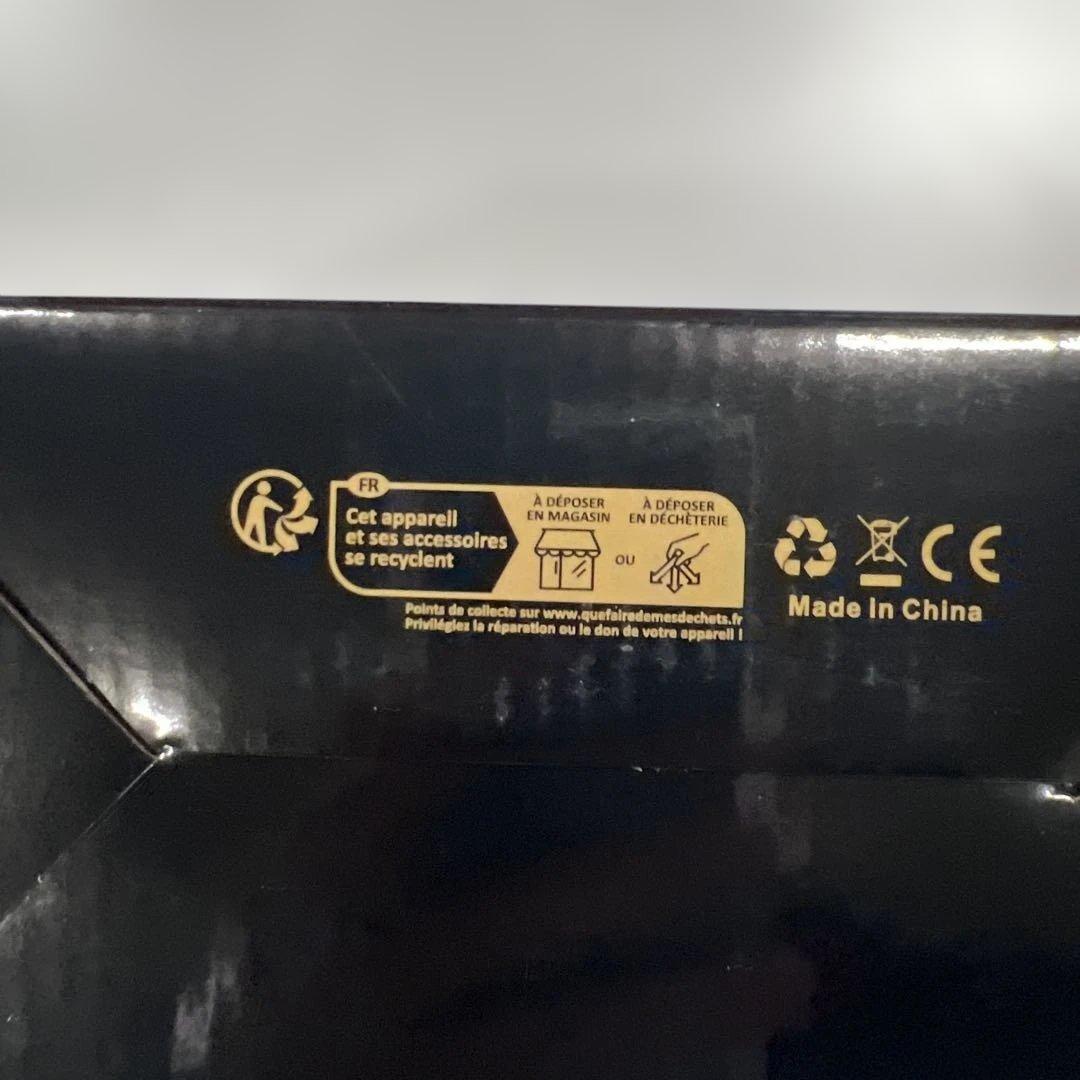 FR
Cet appareil
et ses accessoires
se recyclent
À DÉPOSER
EN MAGASIN
OU
À DÉPOSER
EN DÉCHÈTERIE
Points de collecte sur www.quefairedemesdechets.fr
Privilégiez la réparation ou le don de votre appareil !
CE
Made in China